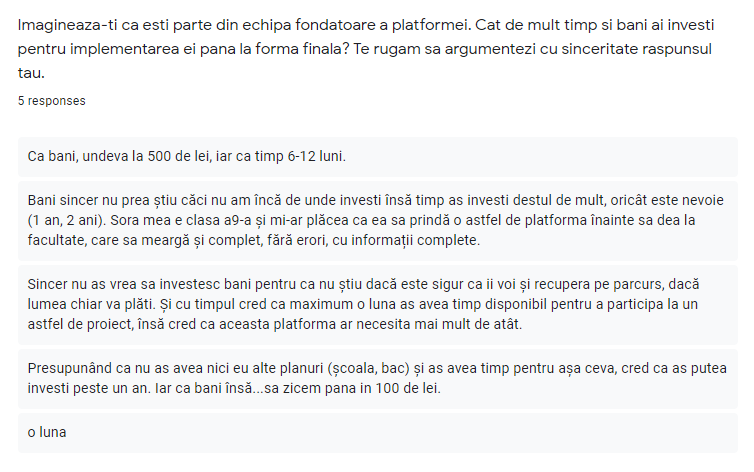 Imagineaza-ti ca esti parte din echipa fondatoare a platformei. Cat de mult timp si bani ai investi
pentru implementarea ei pana la forma finala? Te rugam sa argumentezi cu sinceritate raspunsul
tau.
5 responses
Ca bani, undeva la 500 de lei, iar ca timp 6-12 luni.
Bani sincer nu prea știu căci nu am încă de unde investi însă timp as investi destul de mult, oricât este nevoie
(1 an, 2 ani). Sora mea e clasa a9-a și mi-ar plăcea ca ea sa prindă o astfel de platforma înainte sa dea la
facultate, care sa meargă și complet, fără erori, cu informații complete.
Sincer nu as vrea sa investesc bani pentru ca nu știu dacă este sigur ca ii voi și recupera pe parcurs, dacă
lumea chiar va plăti. Și cu timpul cred ca maximum o luna as avea timp disponibil pentru a participa la un
astfel de proiect, însă cred ca aceasta platforma ar necesita mai mult de atât.
Presupunând ca nu as avea nici eu alte planuri (școala, bac) și as avea timp pentru așa ceva, cred ca as putea
investi peste un an. Iar ca bani însă...sa zicem pana in 100 de lei.
o luna